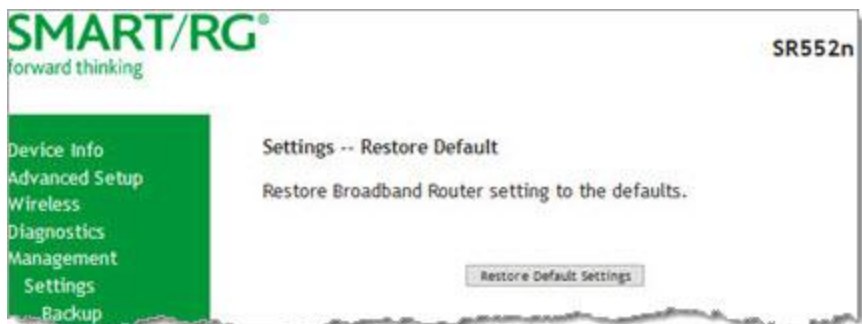 SMART/RG®
forward thinking
SR552n
Device Info
Advanced Setup
Wireless
Diagnostics
Management
Settings
Backup
Settings -- Restore Default
Restore Broadband Router setting to the defaults.
Restore Default Settings